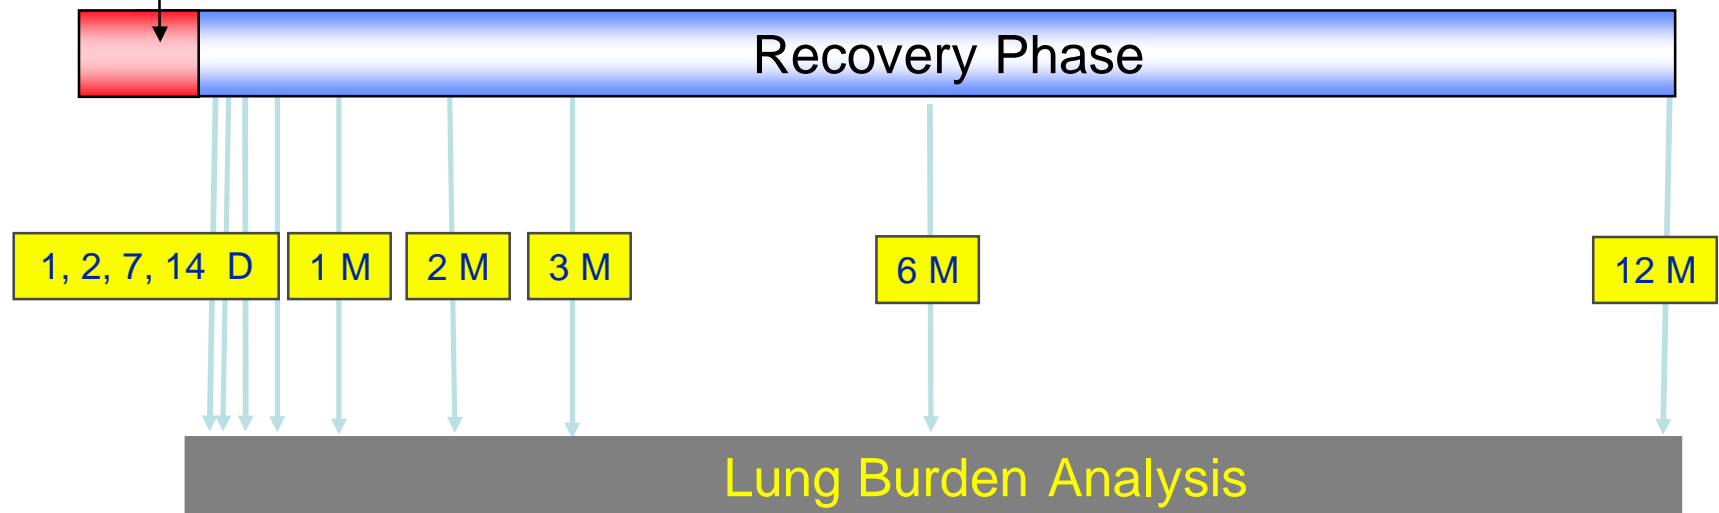 Recovery Phase
1, 2, 7, 14 D
1 M
2 M
3 M
6 M
12 M
Lung Burden Analysis